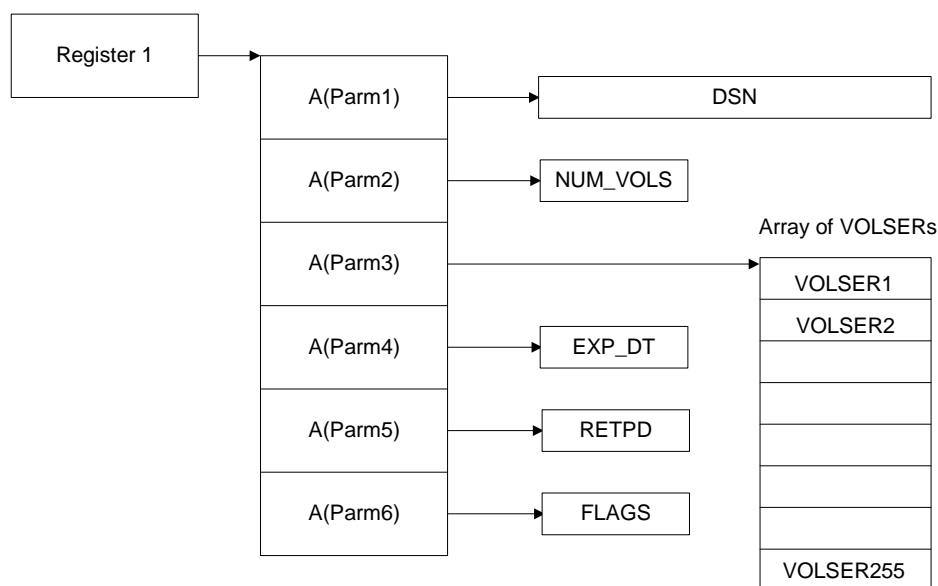 Register 1
A(Parm1)
DSN
A(Parm2)
NUM_VOLS
Array of VOLSERs
A(Parm3)
VOLSER1
VOLSER2
A(Parm4)
EXP_DT
A(Parm5)
RETPD
A(Parm6)
FLAGS
VOLSER255